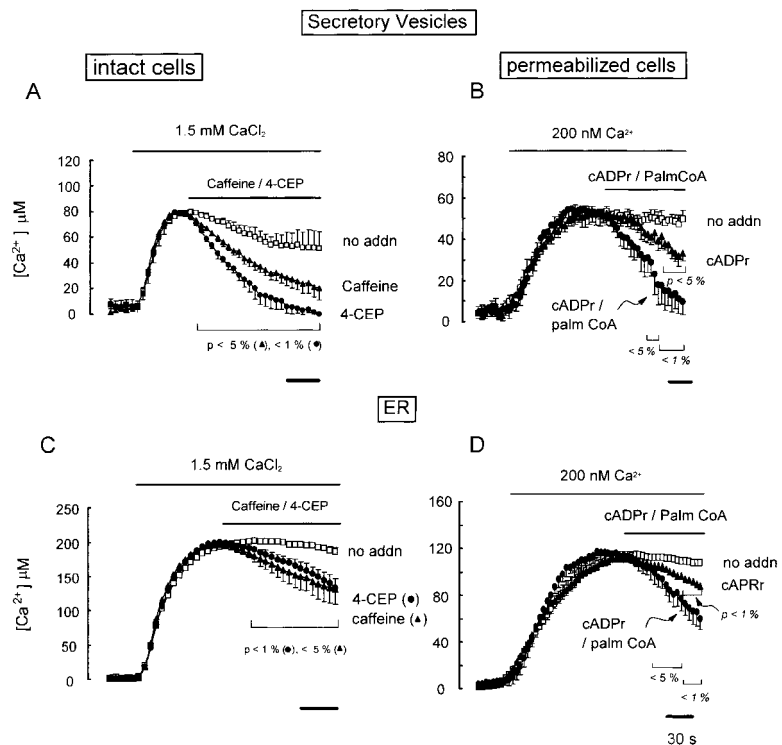 Secretory Vesicles
intact cells
permeabilized cells
A
1.5 mM CaCl2
120
100
80
60
40
20
0
[Ca2+] µM
Caffeine / 4-CEP
no addn
Caffeine
4-CEP
p < 5 % (▲), < 1 % (●)
B
200 nM Ca2+
80
60
40
20
0
cADPr / PalmCoA
no addn
cADPr
p < 5 %
cADPr /
palm CoA
< 5 %
< 1 %
ER
C
1.5 mM CaCl2
250
200
150
100
50
0
[Ca2+] µM
Caffeine / 4-CEP
no addn
4-CEP (●)
caffeine (▲)
p < 1 % (●), < 5 % (▲)
D
200 nM Ca2+
160
120
80
40
0
cADPr / Palm CoA
no addn
cAPRr
p < 1 %
cADPr
/ palm CoA
< 5 %
< 1 %
30 s